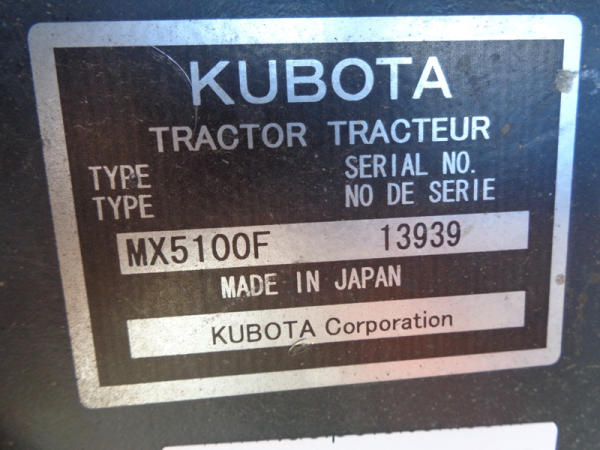 KUBOTA
TRACTOR TRACTEUR
TYPE SERIAL NO.
TYPE NO DE SERIE
MX5100F 13939
MADE IN JAPAN
KUBOTA Corporation